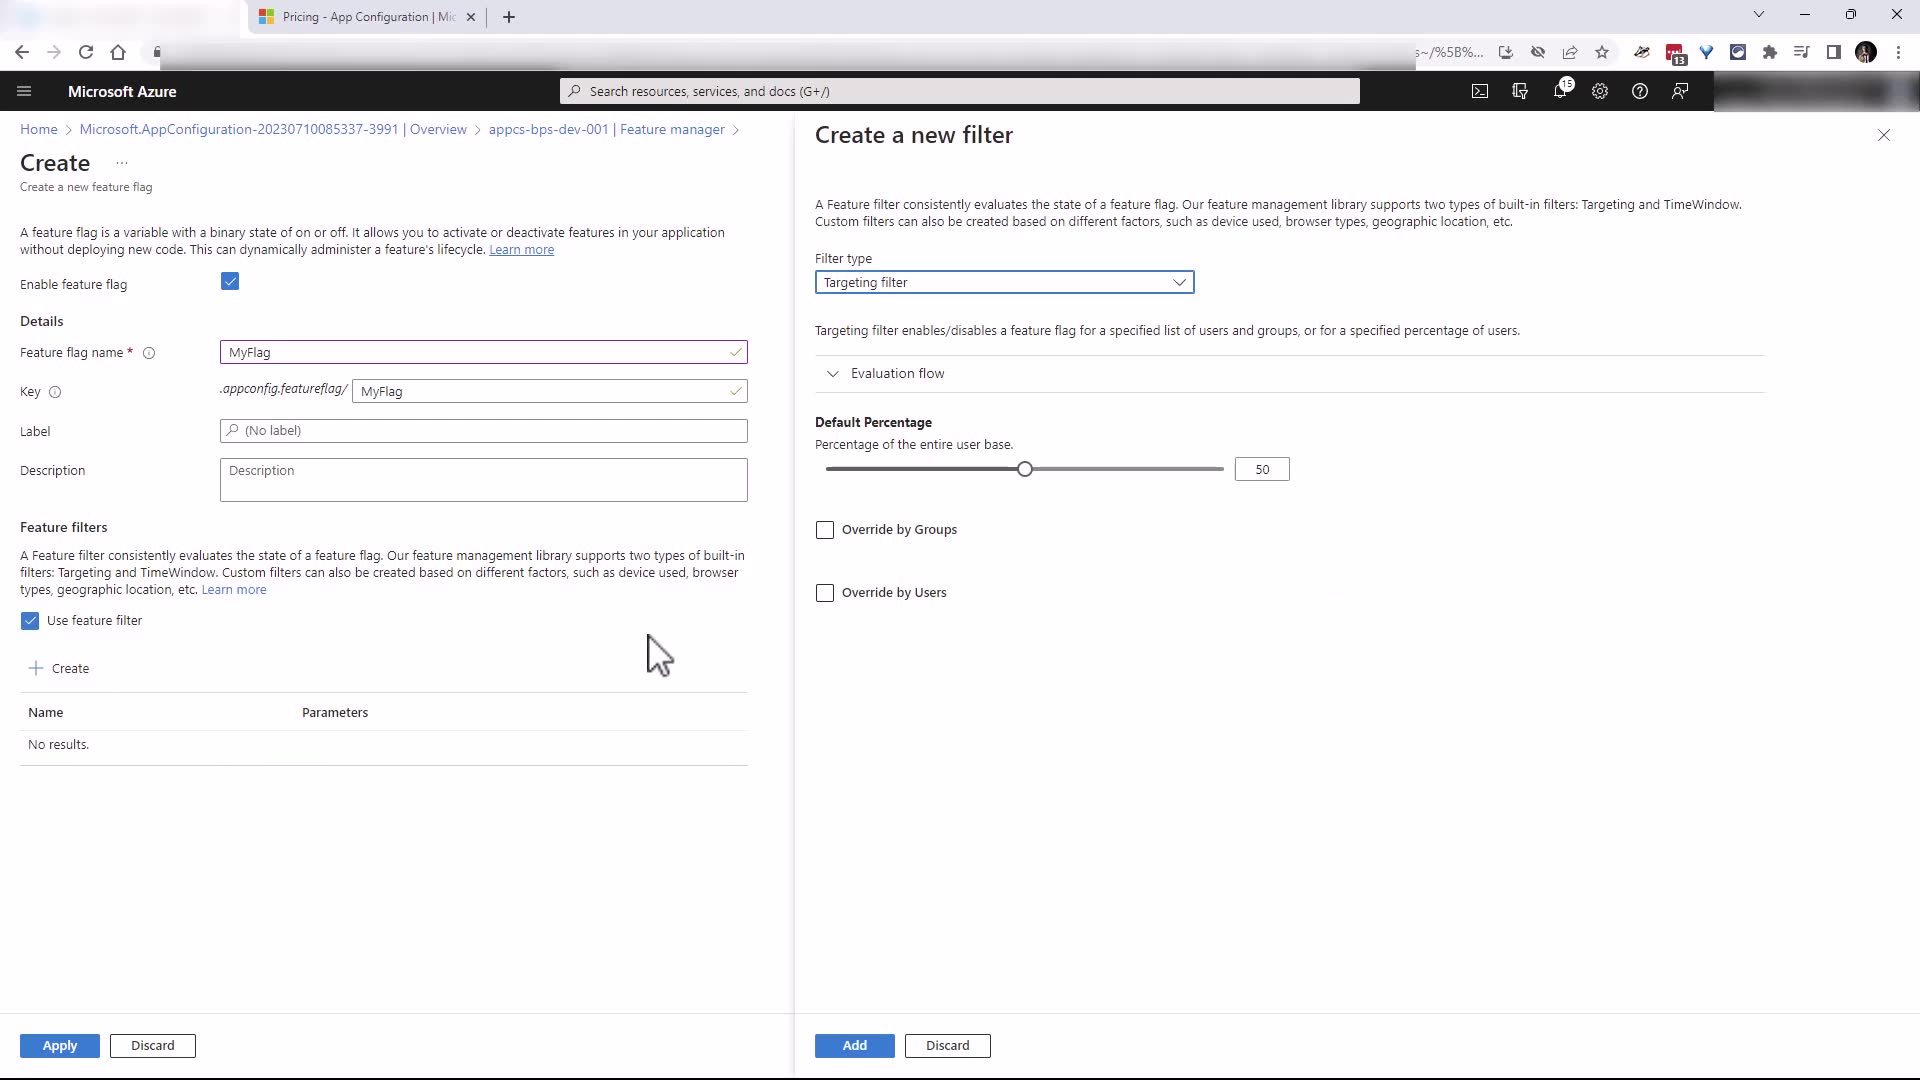 Pricing - App Configuration | Mic
s~/%5B%...
13
Microsoft Azure
Search resources, services, and docs (G+/)
15
Home > Microsoft.AppConfiguration-20230710085337-3991 | Overview > appcs-bps-dev-001 | Feature manager >
Create ...
Create a new feature flag
A feature flag is a variable with a binary state of on or off. It allows you to activate or deactivate features in your application
without deploying new code. This can dynamically administer a feature's lifecycle. Learn more
Enable feature flag
Details
Feature flag name *
MyFlag
Key
.appconfig.featureflag/
MyFlag
Label
(No label)
Description
Description
Feature filters
A Feature filter consistently evaluates the state of a feature flag. Our feature management library supports two types of built-in
filters: Targeting and TimeWindow. Custom filters can also be created based on different factors, such as device used, browser
types, geographic location, etc. Learn more
Use feature filter
+ Create
Name Parameters
No results.
Apply
Discard
Create a new filter
A Feature filter consistently evaluates the state of a feature flag. Our feature management library supports two types of built-in filters: Targeting and TimeWindow.
Custom filters can also be created based on different factors, such as device used, browser types, geographic location, etc.
Filter type
Targeting filter
Targeting filter enables/disables a feature flag for a specified list of users and groups, or for a specified percentage of users.
Evaluation flow
Default Percentage
Percentage of the entire user base.
50
Override by Groups
Override by Users
Add
Discard